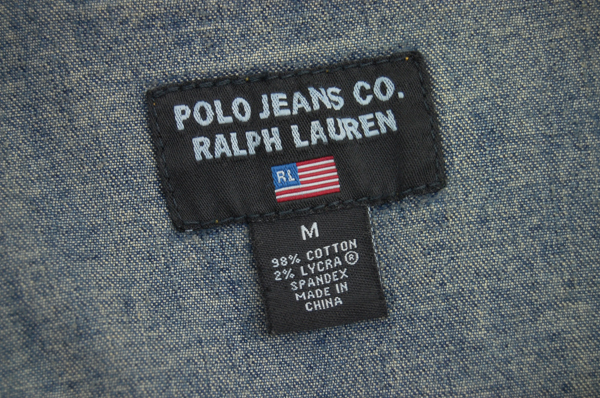 POLO JEANS CO.
RALPH LAUREN
RL
M
98% COTTON
2% LYCRA®
SPANDEX
MADE IN
CHINA